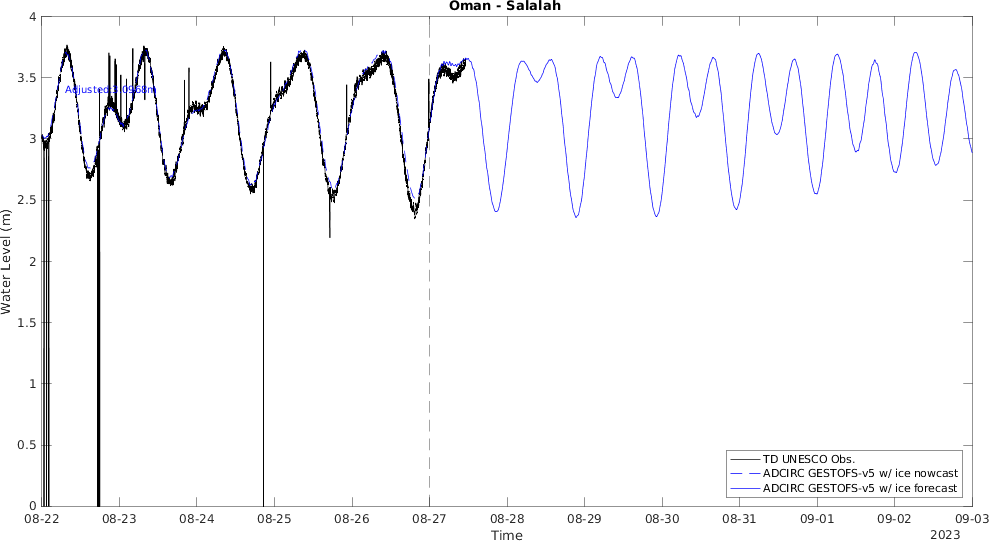 Oman - Salalah
4
3.5
3
2.5
2
1.5
1
0.5
0
Water Level (m)
Adjusted:3.0968m
TD UNESCO Obs.
ADCIRC GESTOFS-v5 w/ ice nowcast
ADCIRC GESTOFS-v5 w/ ice forecast
08-22 08-23 08-24 08-25 08-26 08-27 08-28 08-29 08-30 08-31 09-01 09-02 09-03
Time
2023